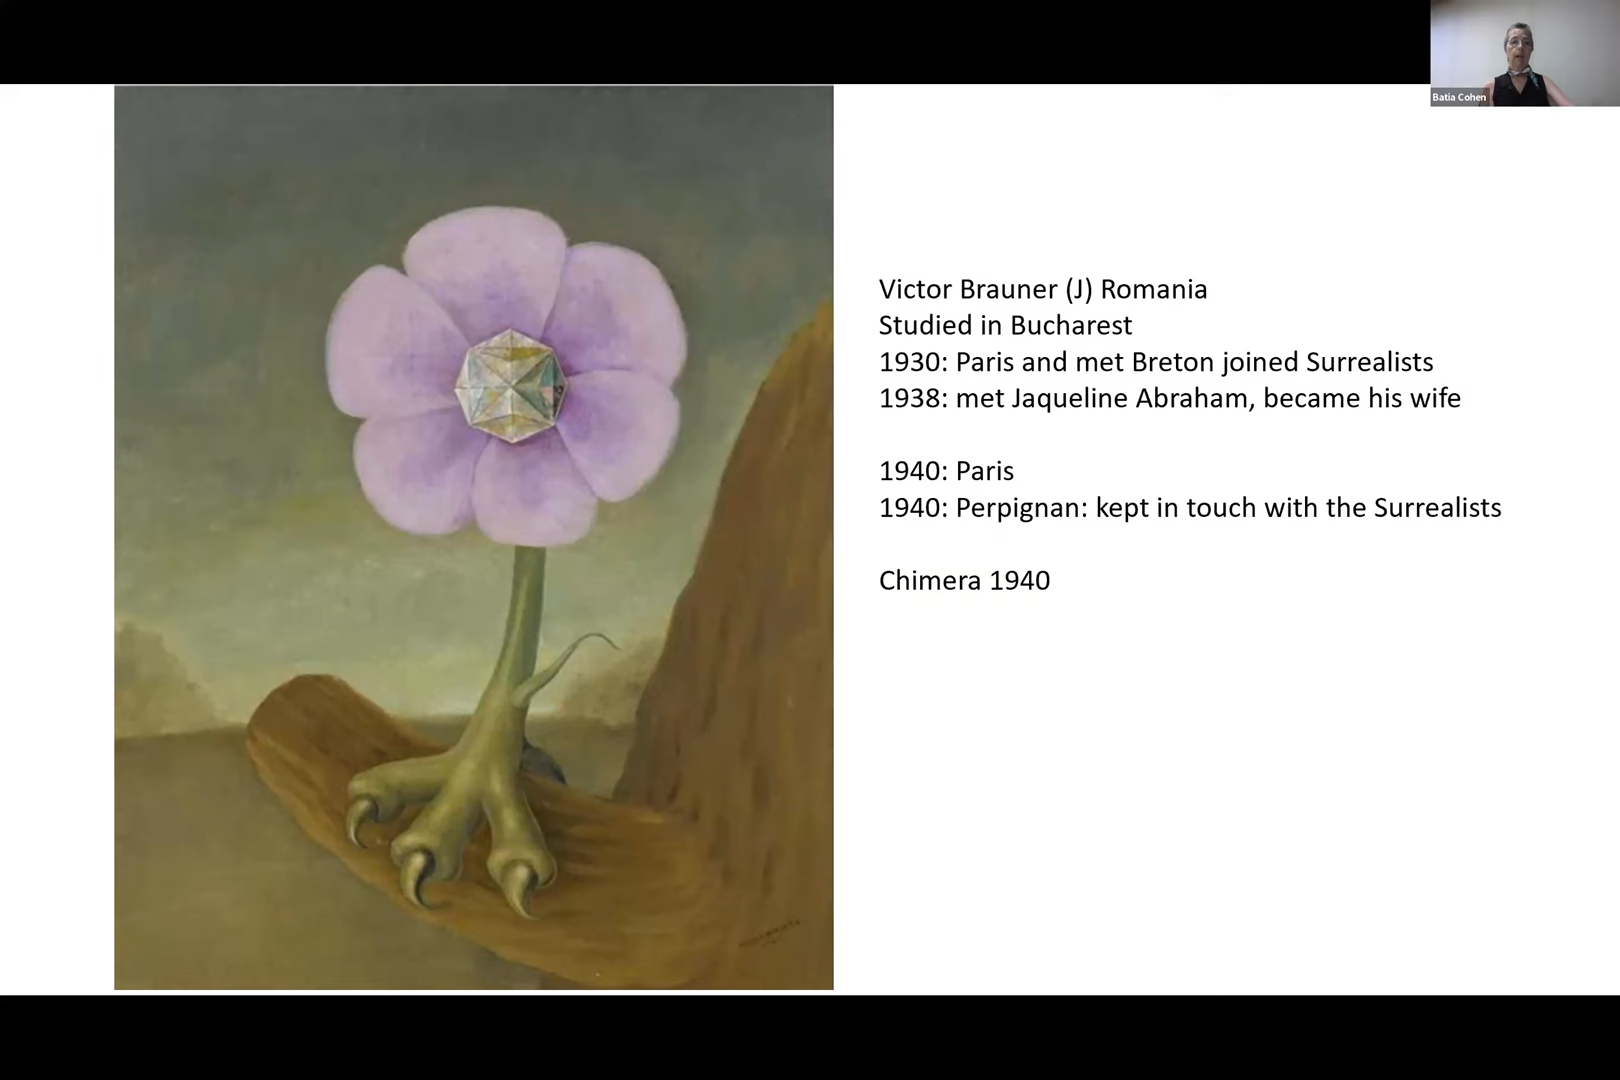 Batia Cohen
Victor Brauner (J) Romania
Studied in Bucharest
1930: Paris and met Breton joined Surrealists
1938: met Jaqueline Abraham, became his wife
1940: Paris
1940: Perpignan: kept in touch with the Surrealists
Chimera 1940